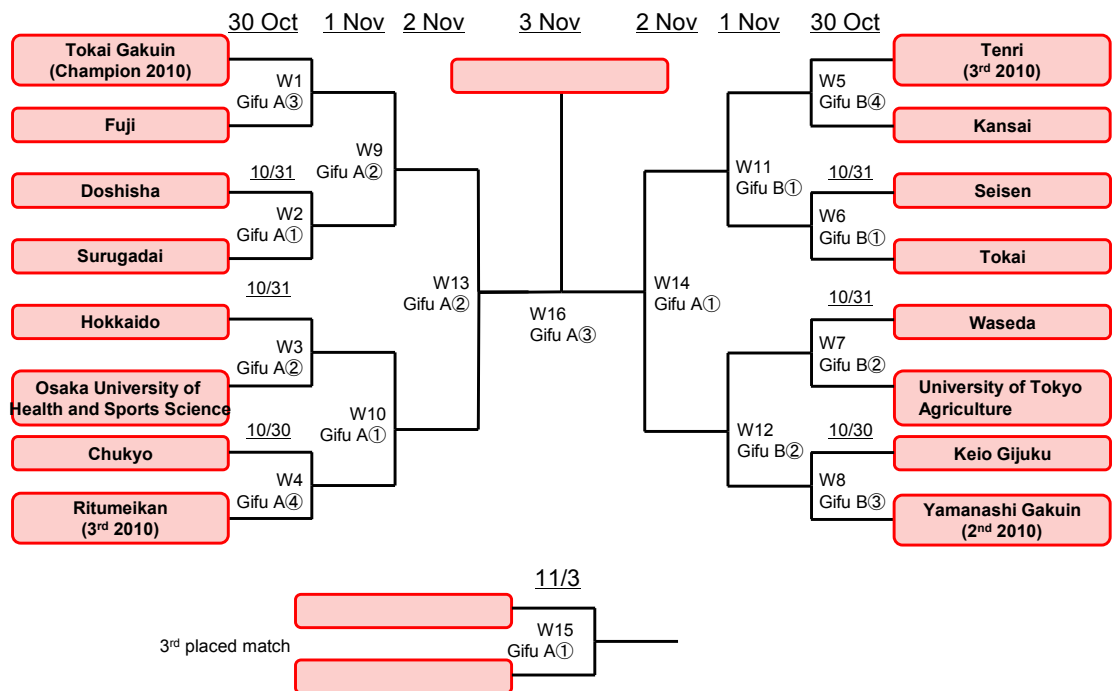 30 Oct 1 Nov 2 Nov 3 Nov 2 Nov 1 Nov 30 Oct
Tokai Gakuin
(Champion 2010)
W1
Gifu A③
Fuji
W9
Gifu A②
10/31
Doshisha
W2
Gifu A①
Surugadai
W13
Gifu A②
10/31
Hokkaido
W3
Gifu A②
Osaka University of
Health and Sports Science
W10
Gifu A①
10/30
Chukyo
W4
Gifu A④
Ritumeikan
(3rd 2010)
W16
Gifu A③
Tenri
(3rd 2010)
W5
Gifu B④
Kansai
W11
Gifu B①
10/31
Seisen
W6
Gifu B①
Tokai
W14
Gifu A①
10/31
Waseda
W7
Gifu B②
University of Tokyo
Agriculture
W12
Gifu B②
10/30
Keio Gijuku
W8
Gifu B③
Yamanashi Gakuin
(2nd 2010)
11/3
3rd placed match
W15
Gifu A①